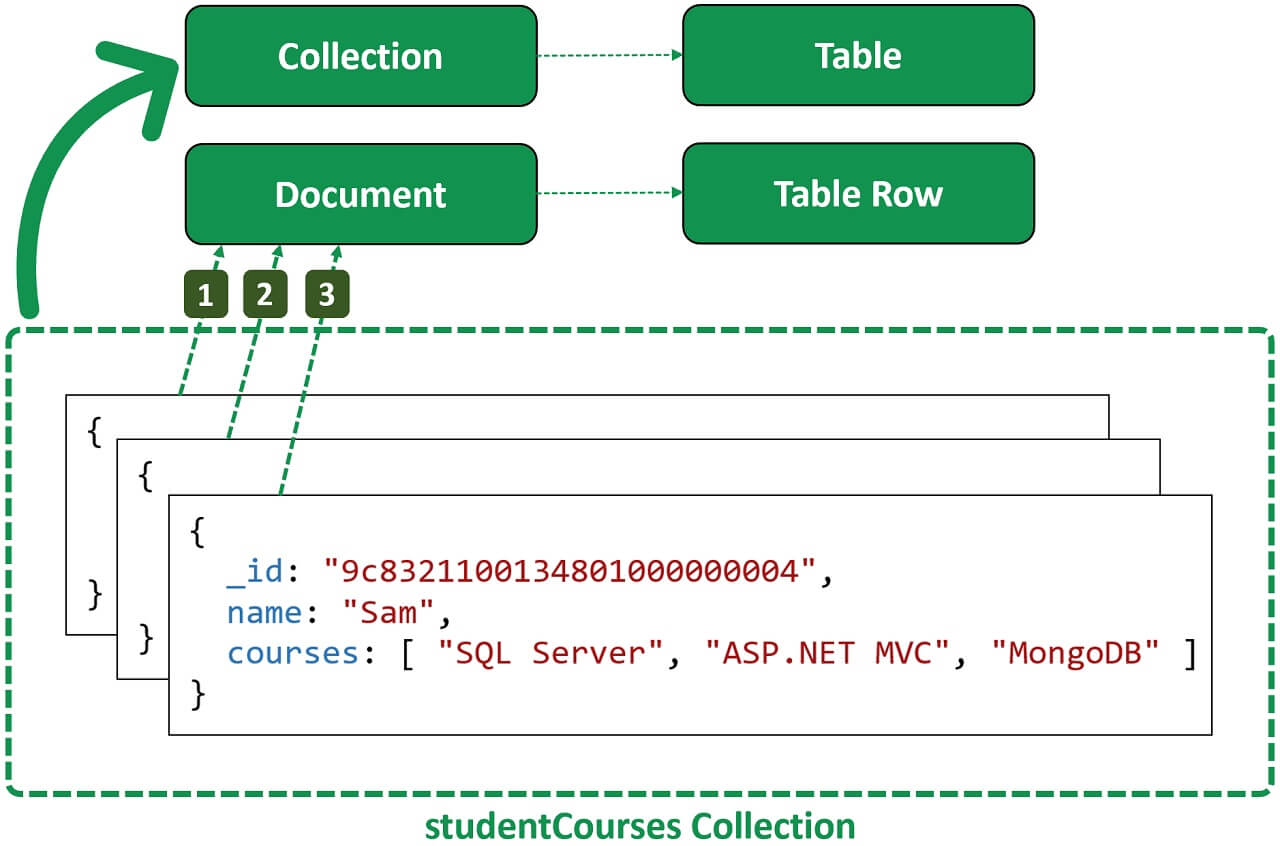 Collection
Table
Document
Table Row
1
2
3
{
{
{
_id: "9c8321100134801000000004",
name: "Sam",
courses: [ "SQL Server", "ASP.NET MVC", "MongoDB" ]
}
}
}
studentCourses Collection